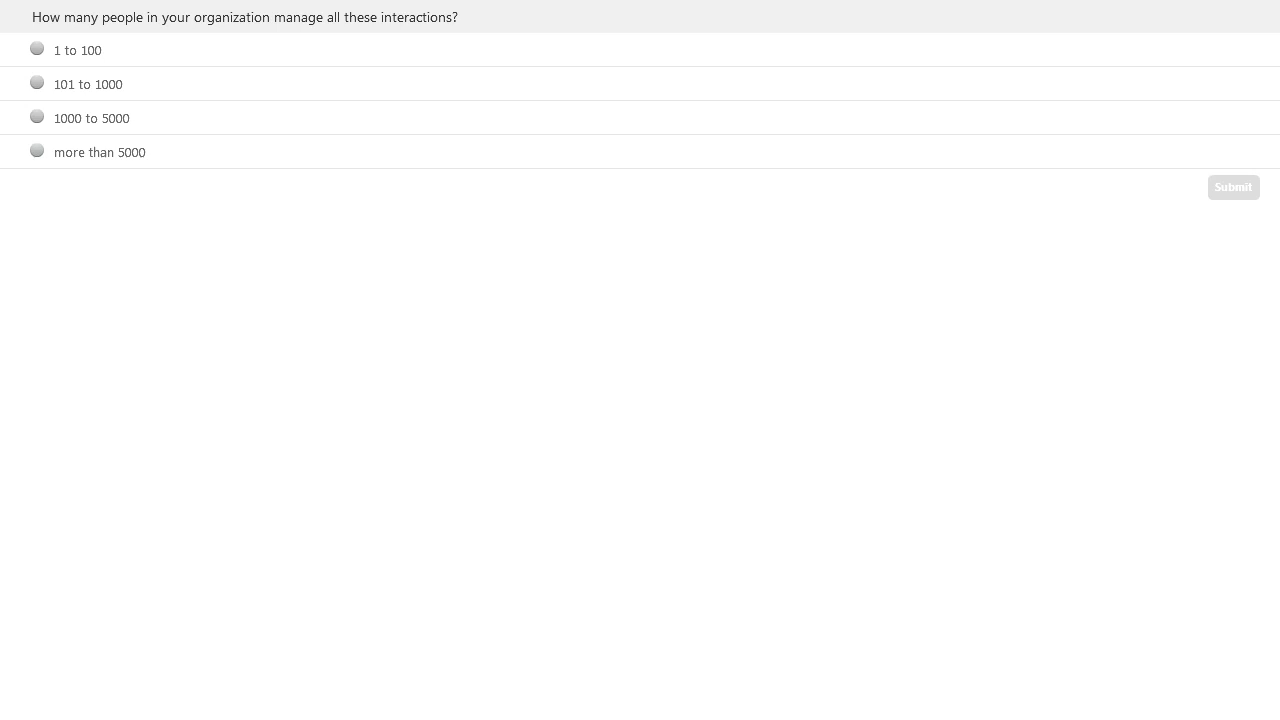 How many people in your organization manage all these interactions?
1 to 100
101 to 1000
1000 to 5000
more than 5000
Submit